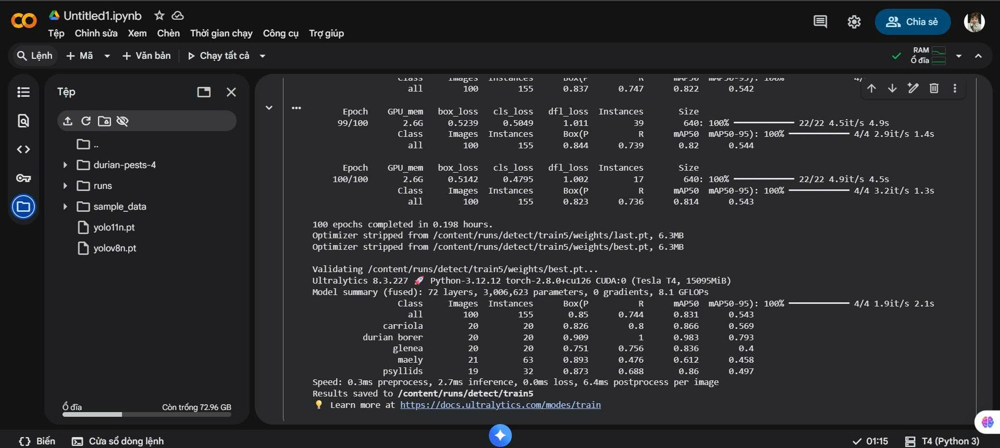 Untitled1.ipynb
Tệp Chỉnh sửa Xem Chèn Thời gian chạy Công cụ Trợ giúp
Chia sẻ
Lệnh + Mã + Văn bản Chạy tất cả
RAM
Ổ đĩa
Tệp
..
durian-pests-4
runs
sample_data
yolo11n.pt
yolov8n.pt
Ổ đĩa Còn trống 72.96 GB
Class Images Instances Box(P R mAP50 mAP50-95): 100% 4/
all 100 155 0.837 0.747 0.822 0.542
Epoch GPU_mem box_loss cls_loss dfl_loss Instances Size
99/100 2.6G 0.5239 0.5049 1.011 39 640: 100% ━━━━━━━━━━━━ 22/22 4.5it/s 4.9s
Class Images Instances Box(P R mAP50 mAP50-95): 100% ━━━━━━━━━━━━ 4/4 2.9it/s 1.4s
all 100 155 0.844 0.739 0.82 0.544
Epoch GPU_mem box_loss cls_loss dfl_loss Instances Size
100/100 2.6G 0.5142 0.4795 1.002 17 640: 100% ━━━━━━━━━━━━ 22/22 4.9it/s 4.5s
Class Images Instances Box(P R mAP50 mAP50-95): 100% ━━━━━━━━━━━━ 4/4 3.2it/s 1.3s
all 100 155 0.823 0.736 0.814 0.543
100 epochs completed in 0.198 hours.
Optimizer stripped from /content/runs/detect/train5/weights/last.pt, 6.3MB
Optimizer stripped from /content/runs/detect/train5/weights/best.pt, 6.3MB
Validating /content/runs/detect/train5/weights/best.pt...
Ultralytics 8.3.227 🚀 Python-3.12.12 torch-2.8.0+cu126 CUDA:0 (Tesla T4, 15095MiB)
Model summary (fused): 72 layers, 3,006,623 parameters, 0 gradients, 8.1 GFLOPs
Class Images Instances Box(P R mAP50 mAP50-95): 100% ━━━━━━━━━━━━ 4/4 1.9it/s 2.1s
all 100 155 0.85 0.744 0.831 0.543
carriola 20 20 0.826 0.8 0.866 0.569
durian borer 20 20 0.909 1 0.983 0.793
glenea 20 20 0.751 0.756 0.836 0.4
maely 21 63 0.893 0.476 0.612 0.458
psyllids 19 32 0.873 0.688 0.86 0.497
Speed: 0.3ms preprocess, 2.7ms inference, 0.0ms loss, 6.4ms postprocess per image
Results saved to /content/runs/detect/train5
💡 Learn more at https://docs.ultralytics.com/modes/train
{} Biến Cửa sổ dòng lệnh
01:15 T4 (Python 3)